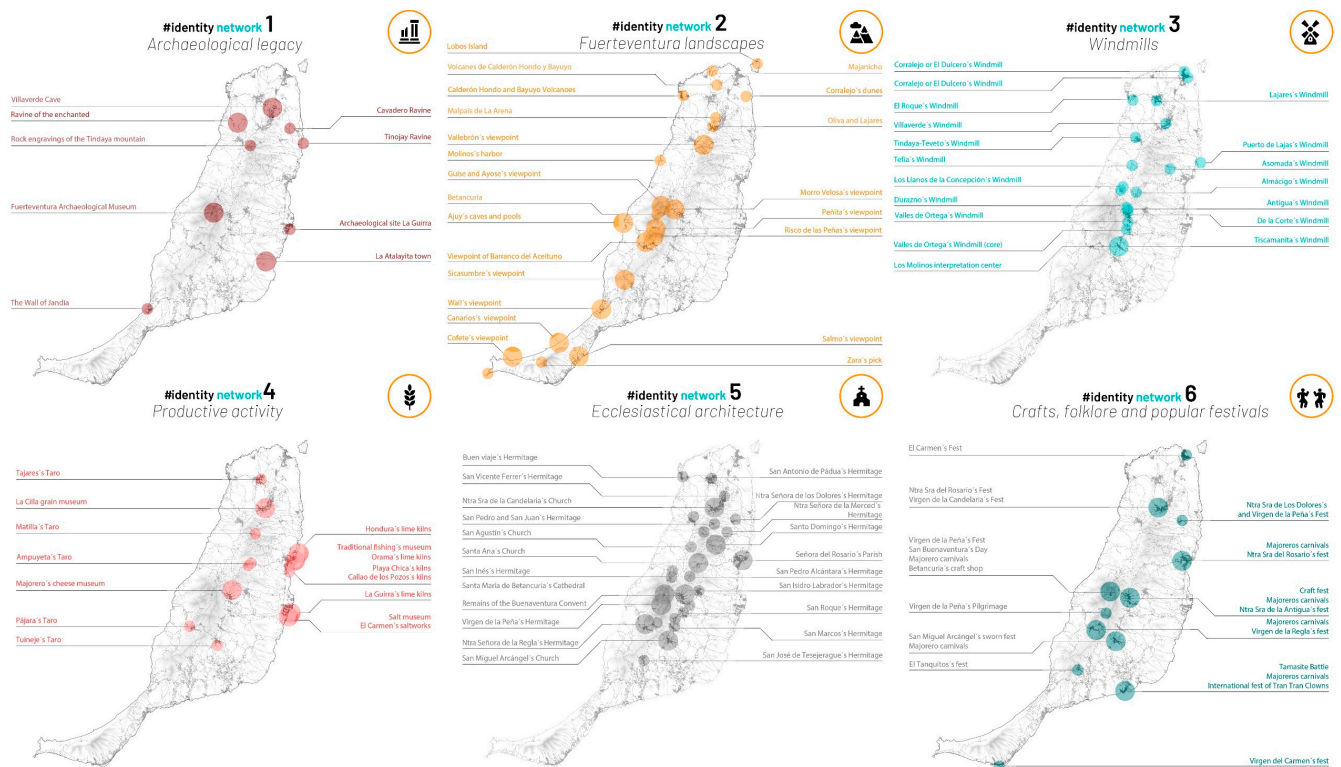 #identity network 1
Archaeological legacy
Villaverde Cave
Ravine of the enchanted
Rock engravings of the Tindaya mountain
Fuerteventura Archaeological Museum
The Wall of Jandia
Cavadero Ravine
Tinojay Ravine
Archaeological site La Guirra
La Atalayita town
#identity network 2
Fuerteventura landscapes
Lobos Island
Volcanes de Calderón Hondo y Bayuyo
Calderón Hondo and Bayuyo Volcanoes
Malpaís de La Arena
Vallebrón´s viewpoint
Molinos´s harbor
Guise and Ayose´s viewpoint
Betancuria
Ajuy´s caves and pools
Viewpoint of Barranco del Aceituno
Sicasumbre´s viewpoint
Wall´s viewpoint
Canarios´s viewpoint
Cofete´s viewpoint
Majanicho
Corralejo´s dunes
Oliva and Lajares
Morro Velosa´s viewpoint
Peñita´s viewpoint
Risco de las Peñas´s viewpoint
Salmo´s viewpoint
Zara´s pick
#identity network 3
Windmills
Corralejo or El Dulcero´s Windmill
Corralejo or El Dulcero´s Windmill
El Roque´s Windmill
Villaverde´s Windmill
Tindaya-Teveto´s Windmill
Tefia´s Windmill
Los Llanos de la Concepción´s Windmill
Durazno´s Windmill
Valles de Ortega´s Windmill
Valles de Ortega´s Windmill (core)
Los Molinos interpretation center
Lajares´s Windmill
Puerto de Lajas´s Windmill
Asomada´s Windmill
Almácigo´s Windmill
Antigua´s Windmill
De la Corte´s Windmill
Tiscamanita´s Windmill
#identity network 4
Productive activity
Tajares´s Taro
La Cilla grain museum
Matilla´s Taro
Ampuyeta´s Taro
Majorero´s cheese museum
Pájara´s Taro
Tuineje´s Taro
Hondura´s lime kilns
Traditional fishing´s museum
Orama´s lime kilns
Playa Chica´s kilns
Callao de los Pozos´s kilns
La Guirra´s lime kilns
Salt museum
El Carmen´s saltworks
#identity network 5
Ecclesiastical architecture
Buen viaje´s Hermitage
San Vicente Ferrer´s Hermitage
Ntra Sra de la Candelaria´s Church
San Pedro and San Juan´s Hermitage
San Agustín´s Church
Santa Ana´s Church
San Inés´s Hermitage
Santa Maria de Betancuria´s Cathedral
Remains of the Buenaventura Convent
Virgen de la Peña´s Hermitage
Ntra Señora de la Regla´s Hermitage
San Miguel Arcángel´s Church
San Antonio de Pádua´s Hermitage
Ntra Señora de los Dolores´s Hermitage
Ntra Señora de la Merced´s
Hermitage
Santo Domingo´s Hermitage
Señora del Rosario´s Parish
San Pedro Alcántara´s Hermitage
San Isidro Labrador´s Hermitage
San Roque´s Hermitage
San Marcos´s Hermitage
San José de Tesejerague´s Hermitage
#identity network 6
Crafts, folklore and popular festivals
El Carmen´s Fest
Ntra Sra del Rosario´s Fest
Virgen de la Candelaria´s Fest
Virgen de la Peña´s Fest
San Buenaventura´s Day
Majorero carnivals
Betancuria´s craft shop
Virgen de la Peña´s Pilgrimage
San Miguel Arcángel´s sworn fest
Majorero carnivals
El Tanquitos´s fest
Ntra Sra de Los Dolores´s
and Virgen de la Peña´s Fest
Majoreros carnivals
Ntra Sra del Rosario´s fest
Craft fest
Majoreros carnivals
Ntra Sra de la Antigua´s fest
Majoreros carnivals
Virgen de la Regla´s fest
Tamasite Battle
Majoreros carnivals
International fest of Tran Tran Clowns
Virgen del Carmen´s fest